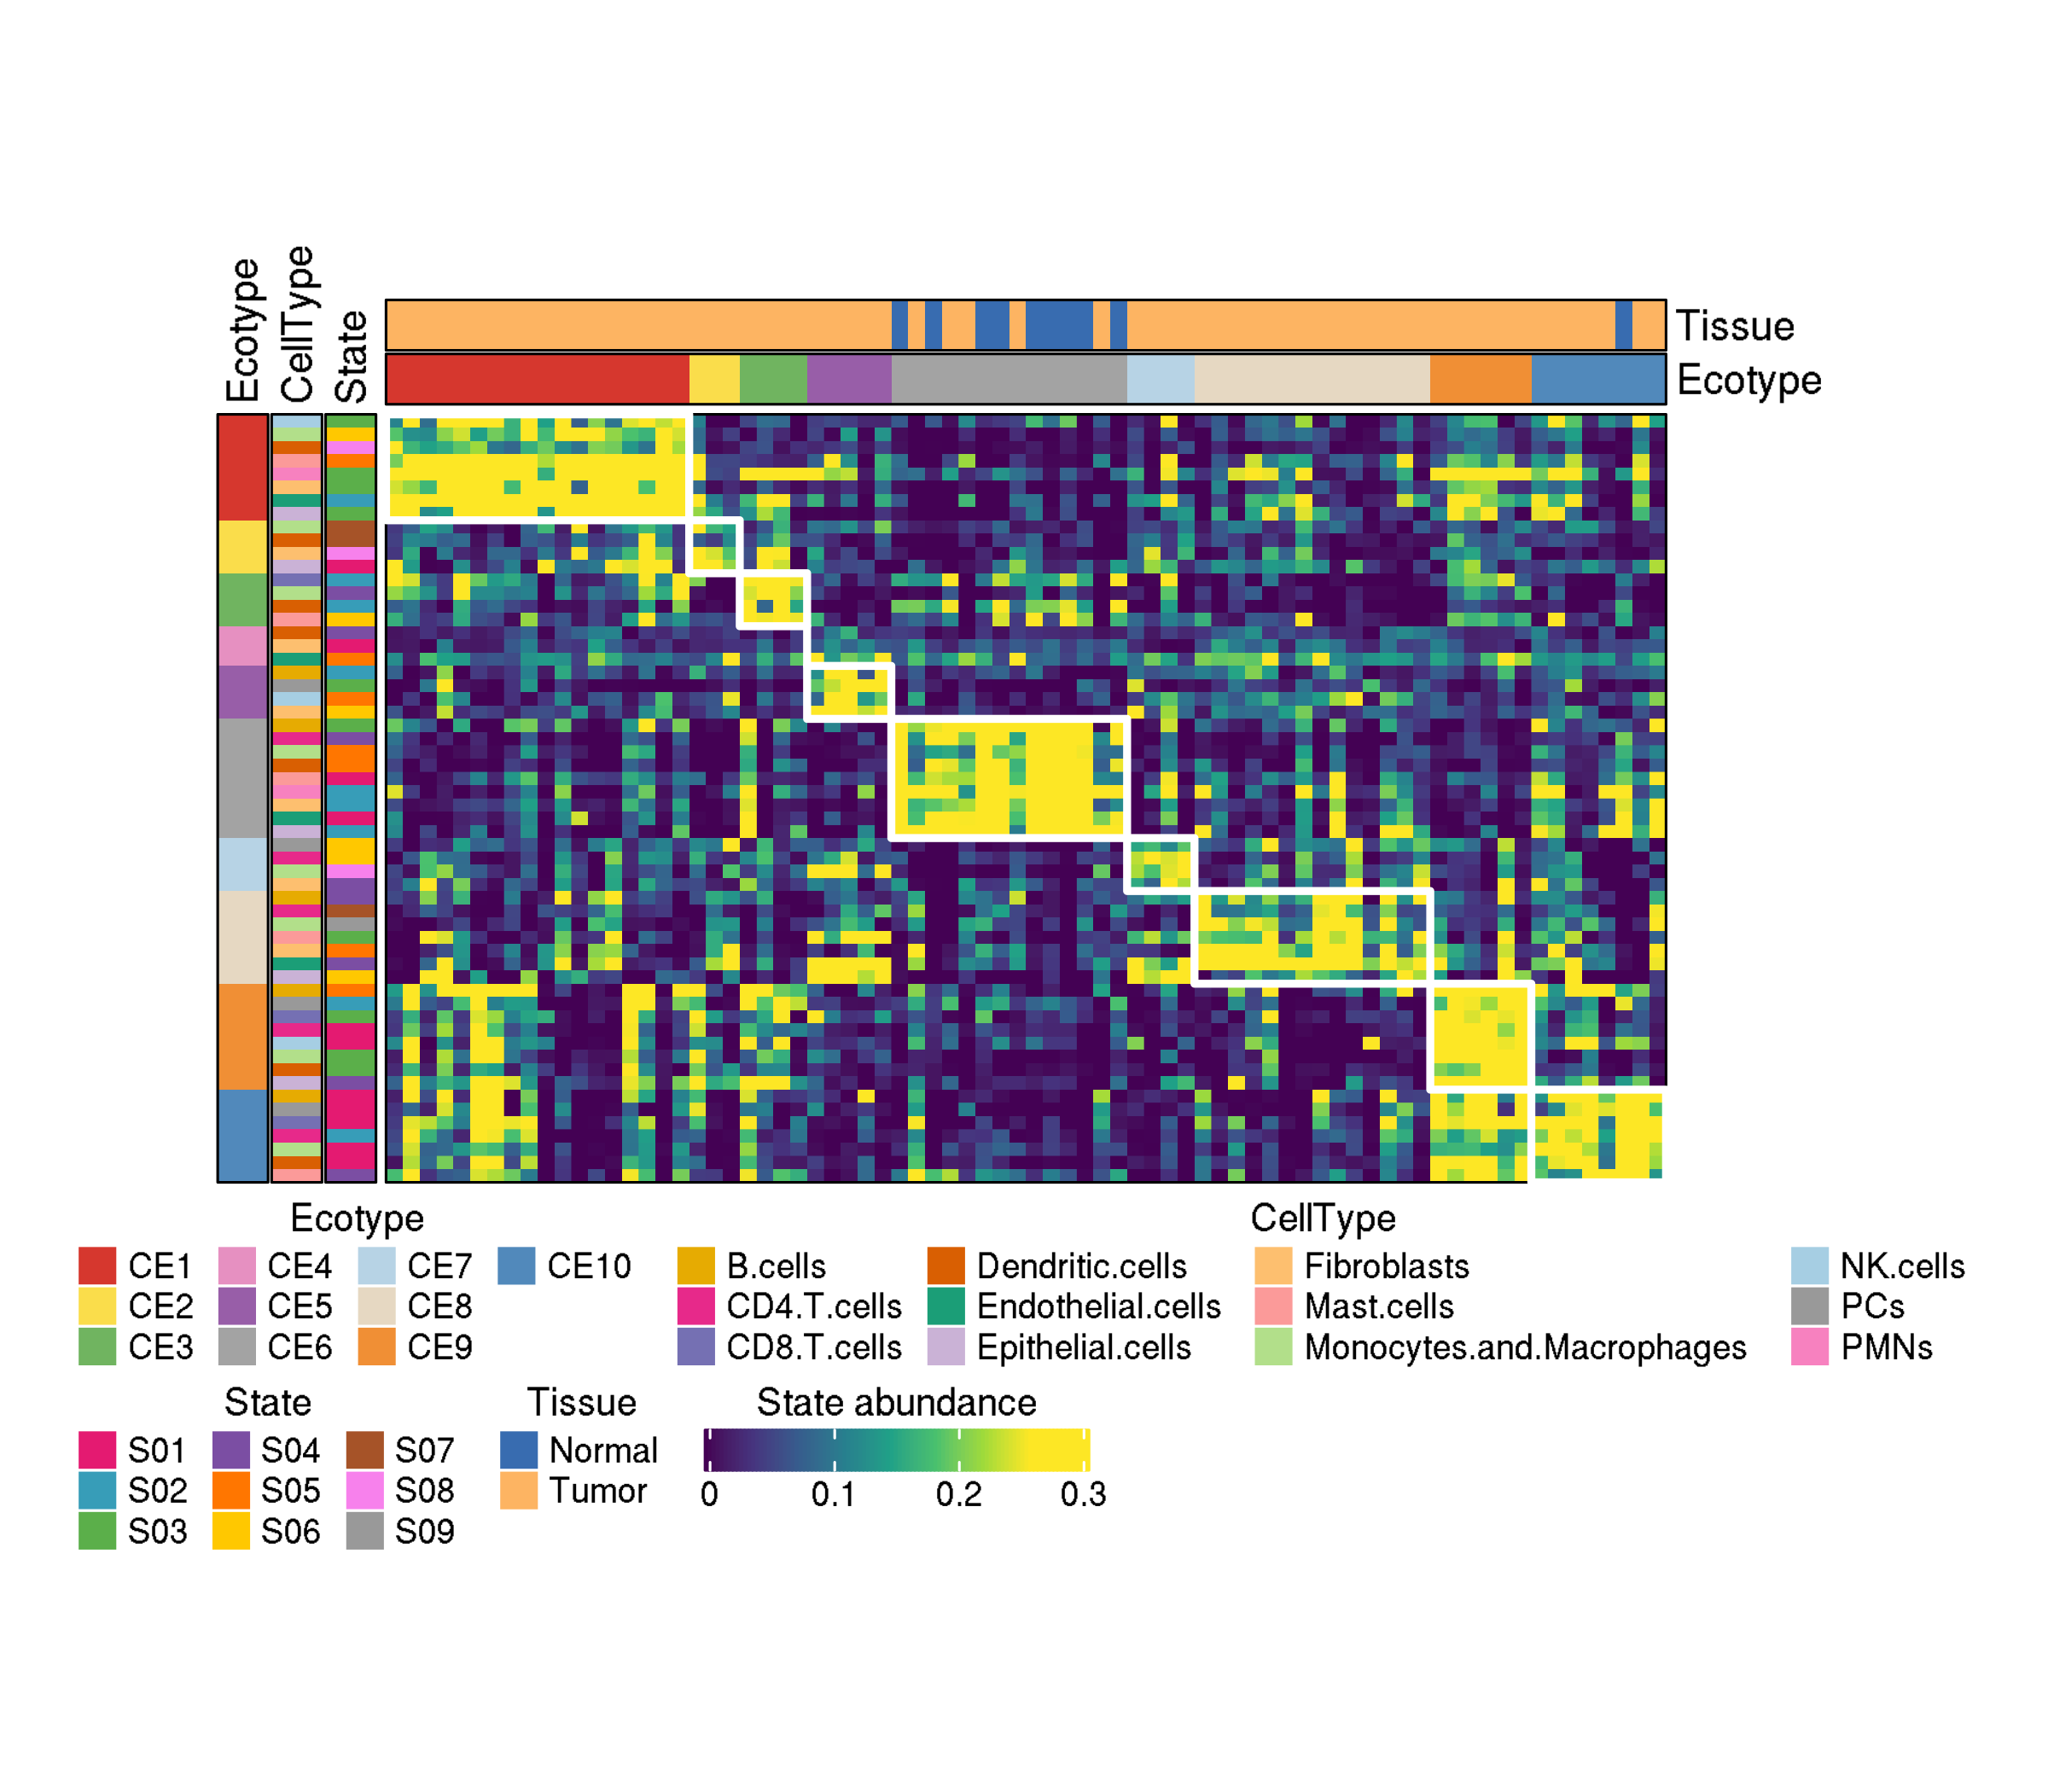 Ecotype
CellType
State
Tissue
Ecotype
Ecotype
CellType
CE1 CE4 CE7 CE10 B.cells Dendritic.cells Fibroblasts NK.cells
CE2 CE5 CE8 CD4.T.cells Endothelial.cells Mast.cells PCs
CE3 CE6 CE9 CD8.T.cells Epithelial.cells Monocytes.and.Macrophages PMNs
State Tissue State abundance
S01 S04 S07 Normal
S02 S05 S08 Tumor 0 0.1 0.2 0.3
S03 S06 S09